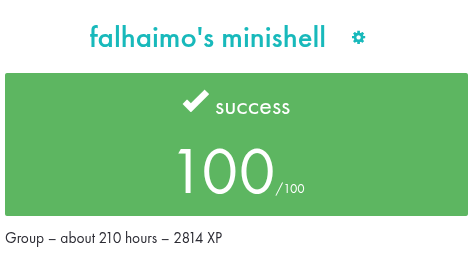 falhaimo's minishell
success
100/100
Group – about 210 hours – 2814 XP